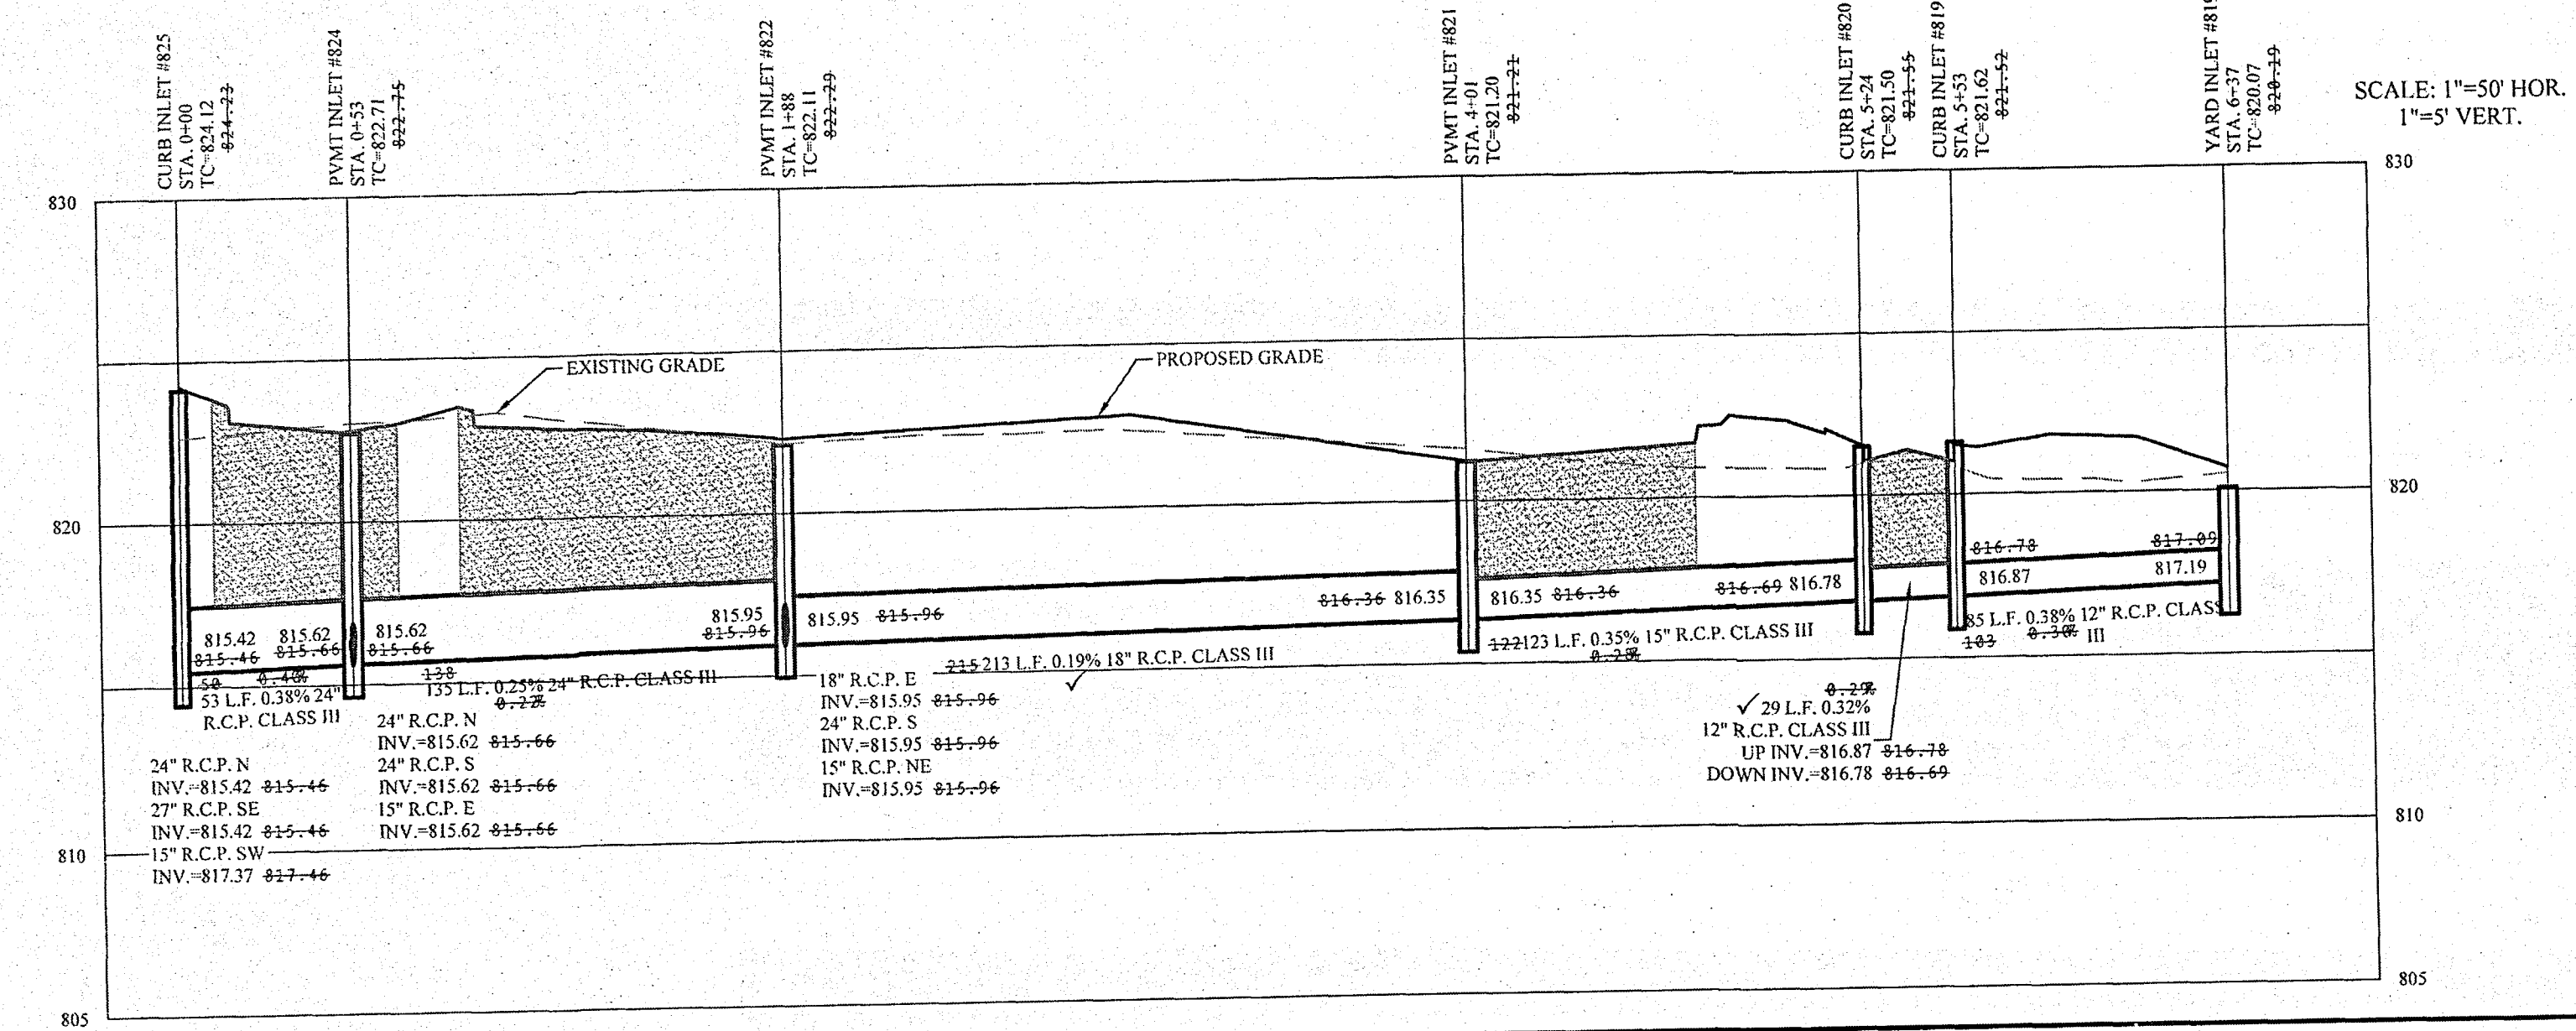 CURB INLET #825
STA. 0+00
TC=824.12
824.23
PVMT INLET #824
STA. 0+53
TC=822.71
822.75
PVMT INLET #822
STA. 1+88
TC=822.11
822.29
PVMT INLET #821
STA. 4+01
TC=821.20
821.21
CURB INLET #820
STA. 5+24
TC=821.50
821.55
CURB INLET #819
STA. 5+53
TC=821.62
821.52
STA. 6+37
TC=820.07
820.19
YARD INLET
SCALE: 1"=50' HOR.
1"=5' VERT.
830
830
EXISTING GRADE
PROPOSED GRADE
820
820
815.42 815.62
815.46 815.66
815.62
815.66
815.95
815.96
815.95 815.96
816.36 816.35
816.35 816.36
816.69 816.78
816.78 817.09
816.87 817.19
50 0.40%
53 L.F. 0.38% 24"
R.C.P. CLASS III
138
135 L.F. 0.25% 24" R.C.P. CLASS III
0.22%
215 213 L.F. 0.19% 18" R.C.P. CLASS III
122 123 L.F. 0.35% 15" R.C.P. CLASS III
0.28%
85 L.F. 0.38% 12" R.C.P. CLASS
103 0.30% III
24" R.C.P. N
INV.=815.42 815.46
27" R.C.P. SE
INV.=815.42 815.46
15" R.C.P. SW
INV.=817.37 817.46
24" R.C.P. N
INV.=815.62 815.66
24" R.C.P. S
INV.=815.62 815.66
15" R.C.P. E
INV.=815.62 815.66
18" R.C.P. E
INV.=815.95 815.96
24" R.C.P. S
INV.=815.95 815.96
15" R.C.P. NE
INV.=815.95 815.96
0.29%
✓ 29 L.F. 0.32%
12" R.C.P. CLASS III
UP INV.=816.87 816.78
DOWN INV.=816.78 816.69
810
810
805
805